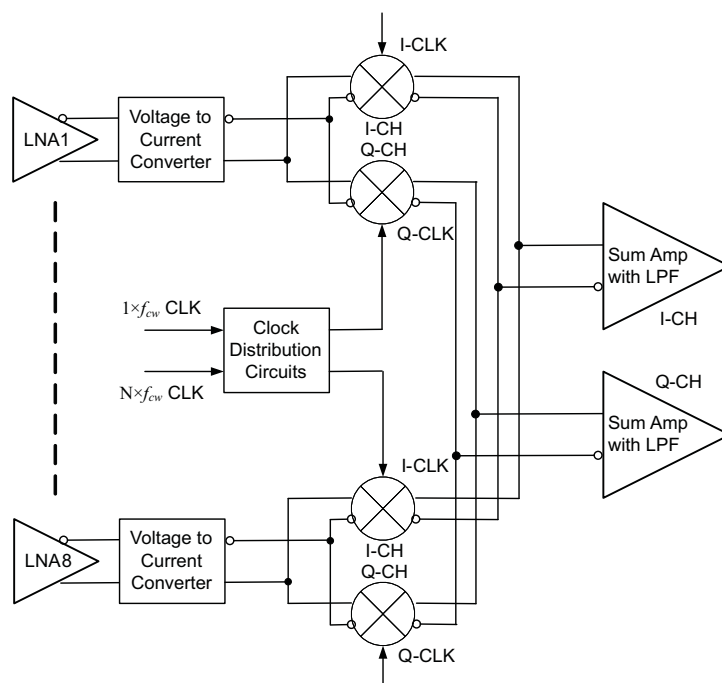 I-CLK
LNA1
Voltage to
Current
Converter
I-CH
Q-CH
Q-CLK
Sum Amp
with LPF
I-CH
1×fcw CLK
Clock
Distribution
Circuits
N×fcw CLK
Q-CH
Sum Amp
with LPF
I-CLK
LNA8
Voltage to
Current
Converter
I-CH
Q-CH
Q-CLK